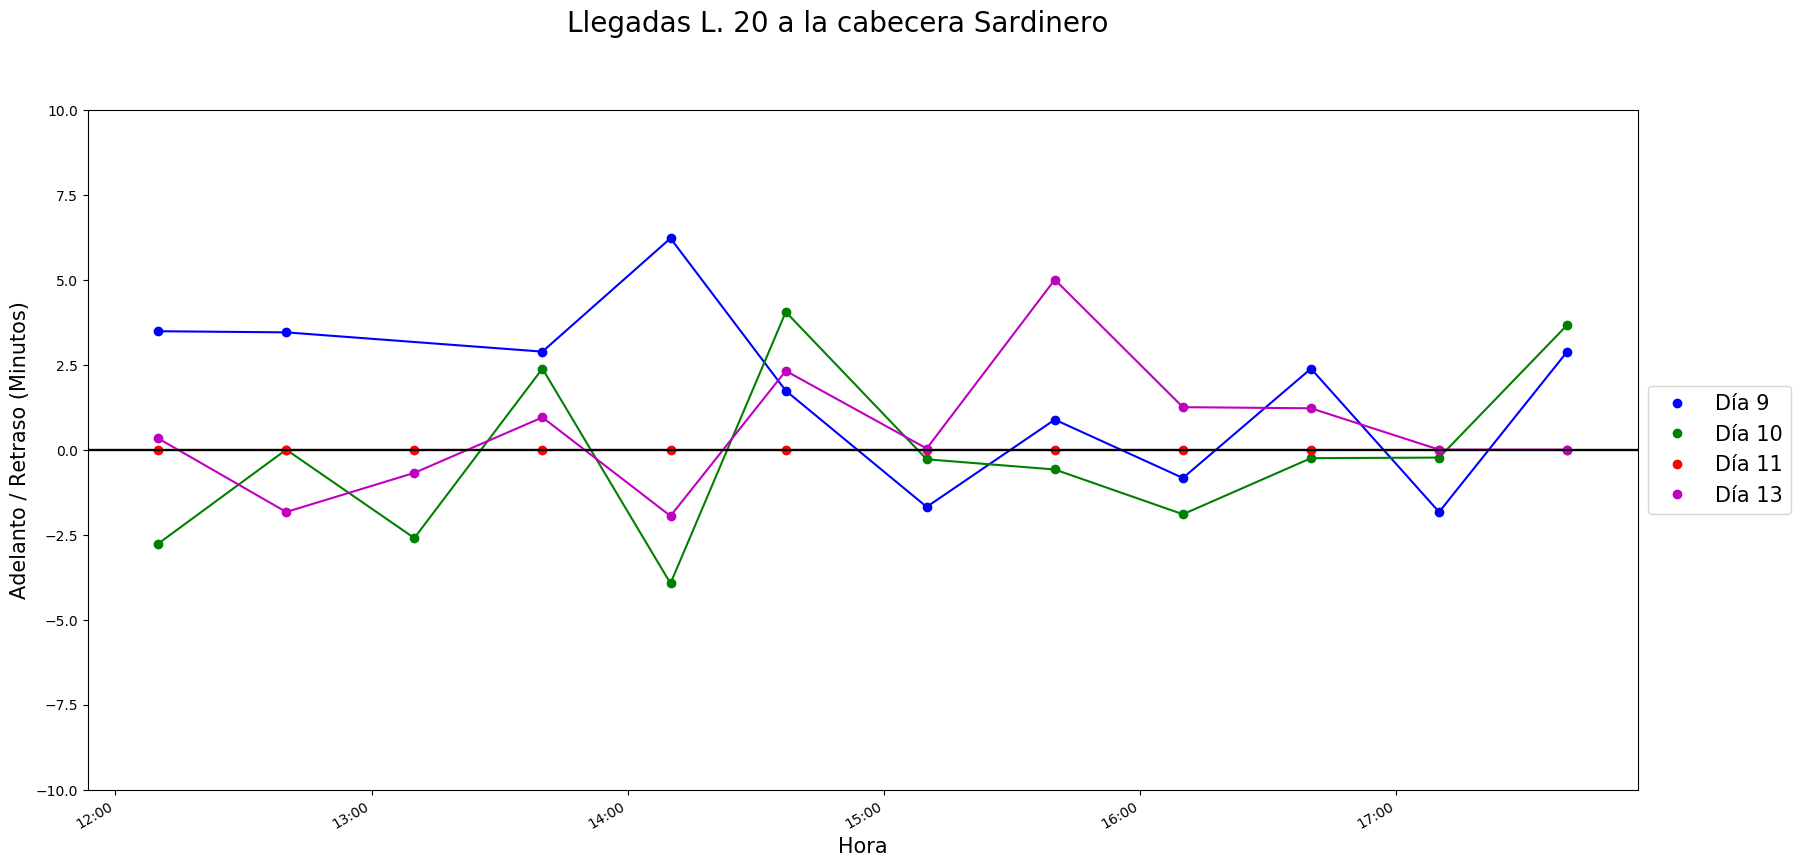 Llegadas L. 20 a la cabecera Sardinero
Adelanto / Retraso (Minutos)
10.0
7.5
5.0
2.5
0.0
−2.5
−5.0
−7.5
−10.0
12:00
13:00
14:00
15:00
16:00
17:00
Hora
Día 9
Día 10
Día 11
Día 13